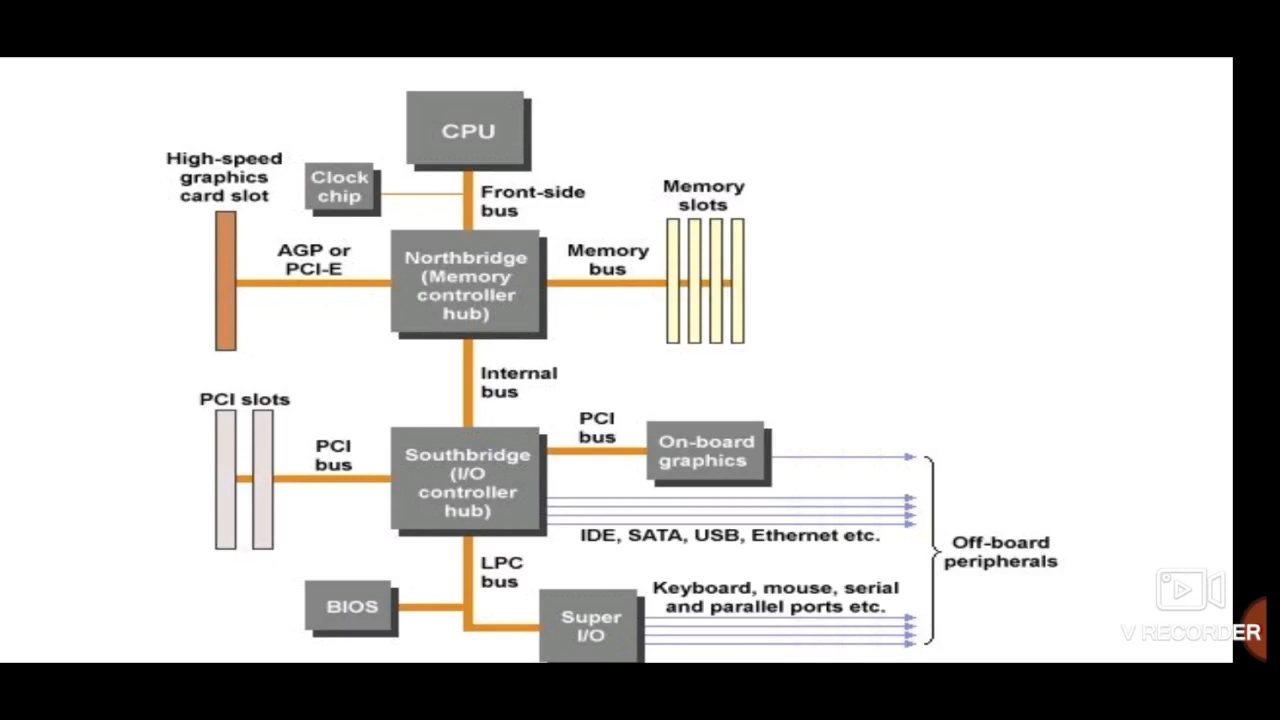 CPU
High-speed
graphics
card slot
Clock
chip
Front-side
bus
Memory
slots
AGP or
PCI-E
Northbridge
(Memory
controller
hub)
Memory
bus
Internal
bus
PCI slots
PCI
bus
Southbridge
(I/O
controller
hub)
PCI
bus
On-board
graphics
IDE, SATA, USB, Ethernet etc.
Off-board
peripherals
LPC
bus
BIOS
Super
I/O
Keyboard, mouse, serial
and parallel ports etc.
V RECORDER